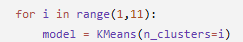 for i in range(1,11):
    model = KMeans(n_clusters=i)